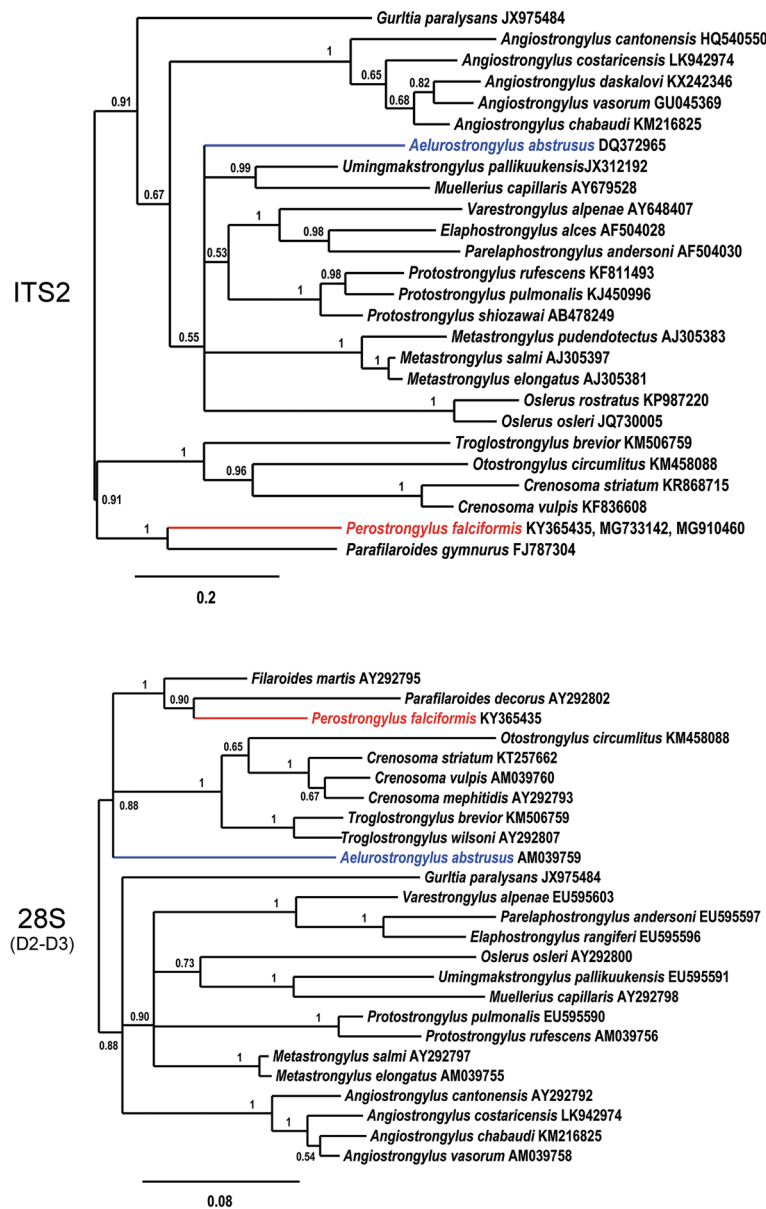 Gurltia paralysans JX975484
Angiostrongylus cantonensis HQ540550
1
Angiostrongylus costaricensis LK942974
0.65
0.82
Angiostrongylus daskalovi KX242346
0.91
0.68
Angiostrongylus vasorum GU045369
Angiostrongylus chabaudi KM216825
Aelurostrongylus abstrusus DQ372965
0.99
Umingmakstrongylus pallikuukensisJX312192
Muellerius capillaris AY679528
0.67
1
Varestrongylus alpenae AY648407
0.98
Elaphostrongylus alces AF504028
0.53
Parelaphostrongylus andersoni AF504030
0.98
Protostrongylus rufescens KF811493
ITS2
1
Protostrongylus pulmonalis KJ450996
Protostrongylus shiozawai AB478249
0.55
1
Metastrongylus pudendotectus AJ305383
1
Metastrongylus salmi AJ305397
Metastrongylus elongatus AJ305381
1
Oslerus rostratus KP987220
Oslerus osleri JQ730005
1
Troglostrongylus brevior KM506759
0.96
Otostrongylus circumlitus KM458088
1
Crenosoma striatum KR868715
0.91
Crenosoma vulpis KF836608
1
Perostrongylus falciformis KY365435, MG733142, MG910460
Parafilaroides gymnurus FJ787304
0.2
Filaroides martis AY292795
1
0.90
Parafilaroides decorus AY292802
Perostrongylus falciformis KY365435
0.65
Otostrongylus circumlitus KM458088
1
Crenosoma striatum KT257662
1
Crenosoma vulpis AM039760
0.67
Crenosoma mephitidis AY292793
0.88
1
Troglostrongylus brevior KM506759
Troglostrongylus wilsoni AY292807
Aelurostrongylus abstrusus AM039759
Gurltia paralysans JX975484
1
Varestrongylus alpenae EU595603
28S
1
Parelaphostrongylus andersoni EU595597
(D2-D3)
Elaphostrongylus rangiferi EU595596
0.73
Oslerus osleri AY292800
1
Umingmakstrongylus pallikuukensis EU595591
Muellerius capillaris AY292798
0.90
1
Protostrongylus pulmonalis EU595590
0.88
Protostrongylus rufescens AM039756
1
Metastrongylus salmi AY292797
Metastrongylus elongatus AM039755
1
Angiostrongylus cantonensis AY292792
1
Angiostrongylus costaricensis LK942974
Angiostrongylus chabaudi KM216825
0.54
Angiostrongylus vasorum AM039758
0.08